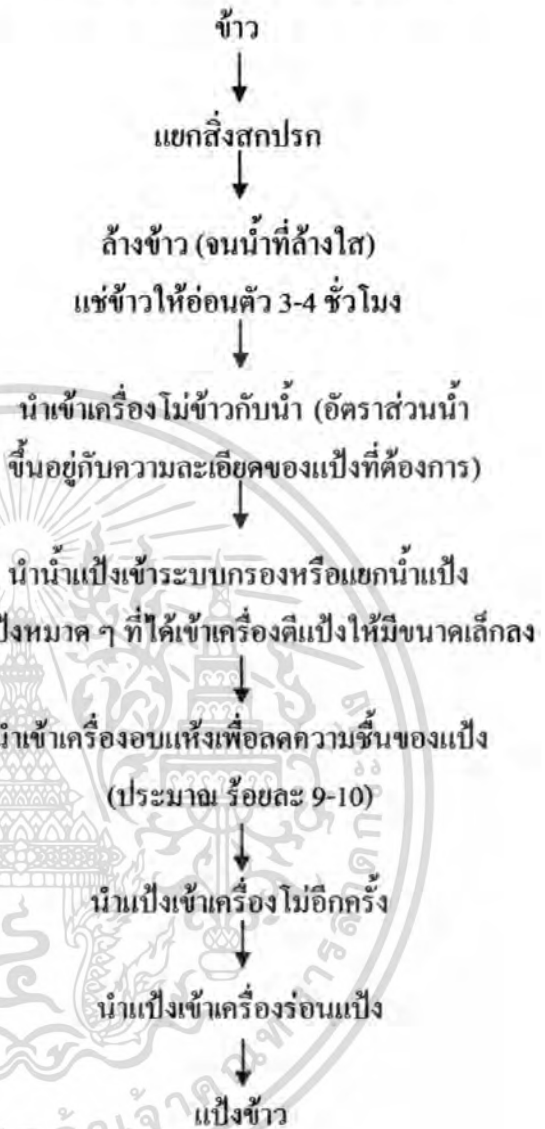 ข้าว
แยกสิ่งสกปรก
ล้างข้าว (จนน้ำที่ล้างใส)
แช่ข้าวให้อ่อนตัว 3-4 ชั่วโมง
นำเข้าเครื่องโม่ข้าวกับน้ำ (อัตราส่วนน้ำ
ขึ้นอยู่กับความละเอียดของแป้งที่ต้องการ)
นำน้ำแป้งเข้าระบบกรองหรือแยกน้ำแป้ง
หมาด ๆ ที่ได้เข้าเครื่องตีแป้งให้มีขนาดเล็กลง
นำเข้าเครื่องอบแห้งเพื่อลดความชื้นของแป้ง
(ประมาณ ร้อยละ 9-10)
นำแป้งเข้าเครื่องโม่อีกครั้ง
นำแป้งเข้าเครื่องร่อนแป้ง
แป้งข้าว